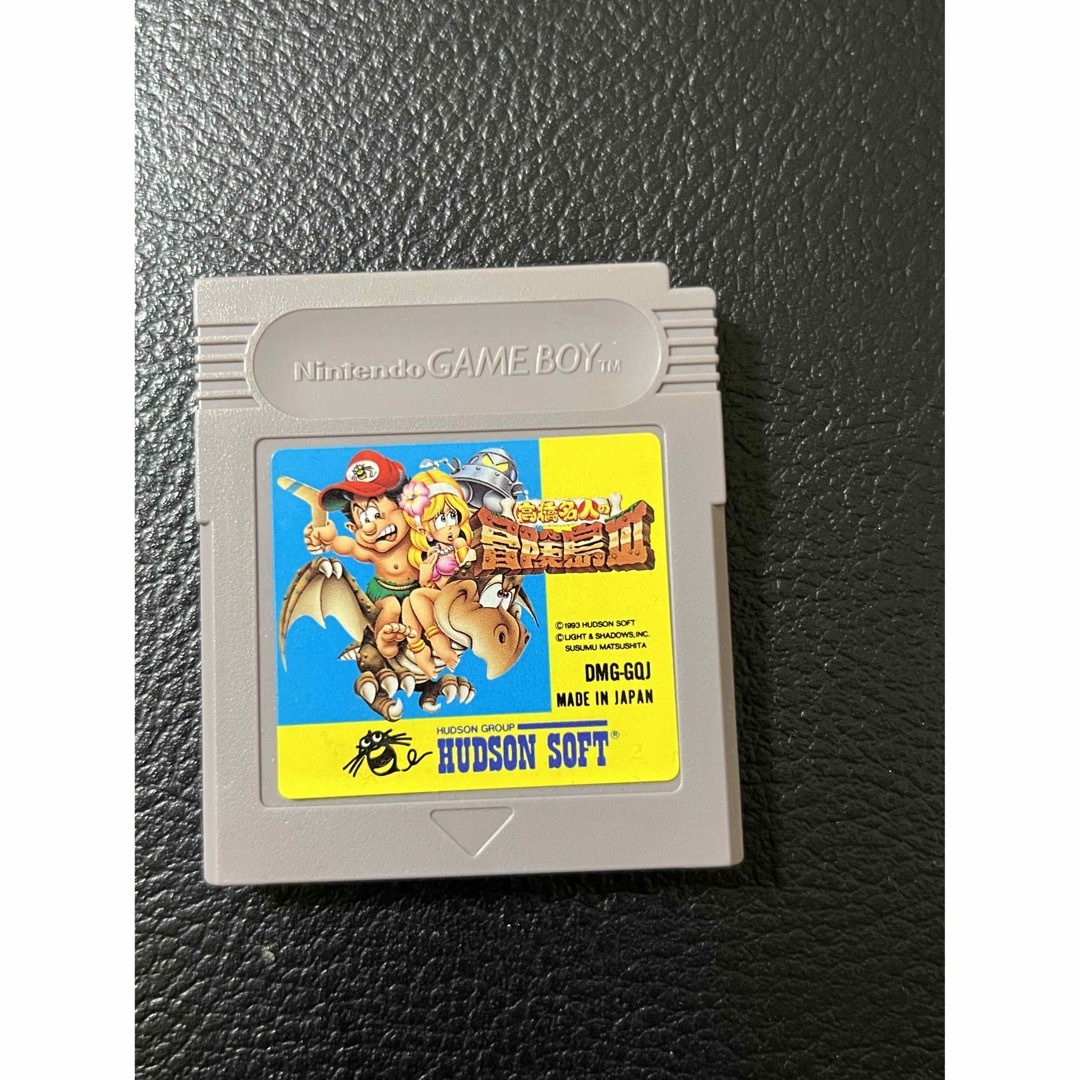 Nintendo GAME BOY TM
高橋名人の
冒険島III
©1993 HUDSON SOFT
©LIGHT & SHADOWS, INC.
SUSUMU MATSUSHITA
DMG-GQJ
MADE IN JAPAN
HUDSON GROUP
HUDSON SOFT®